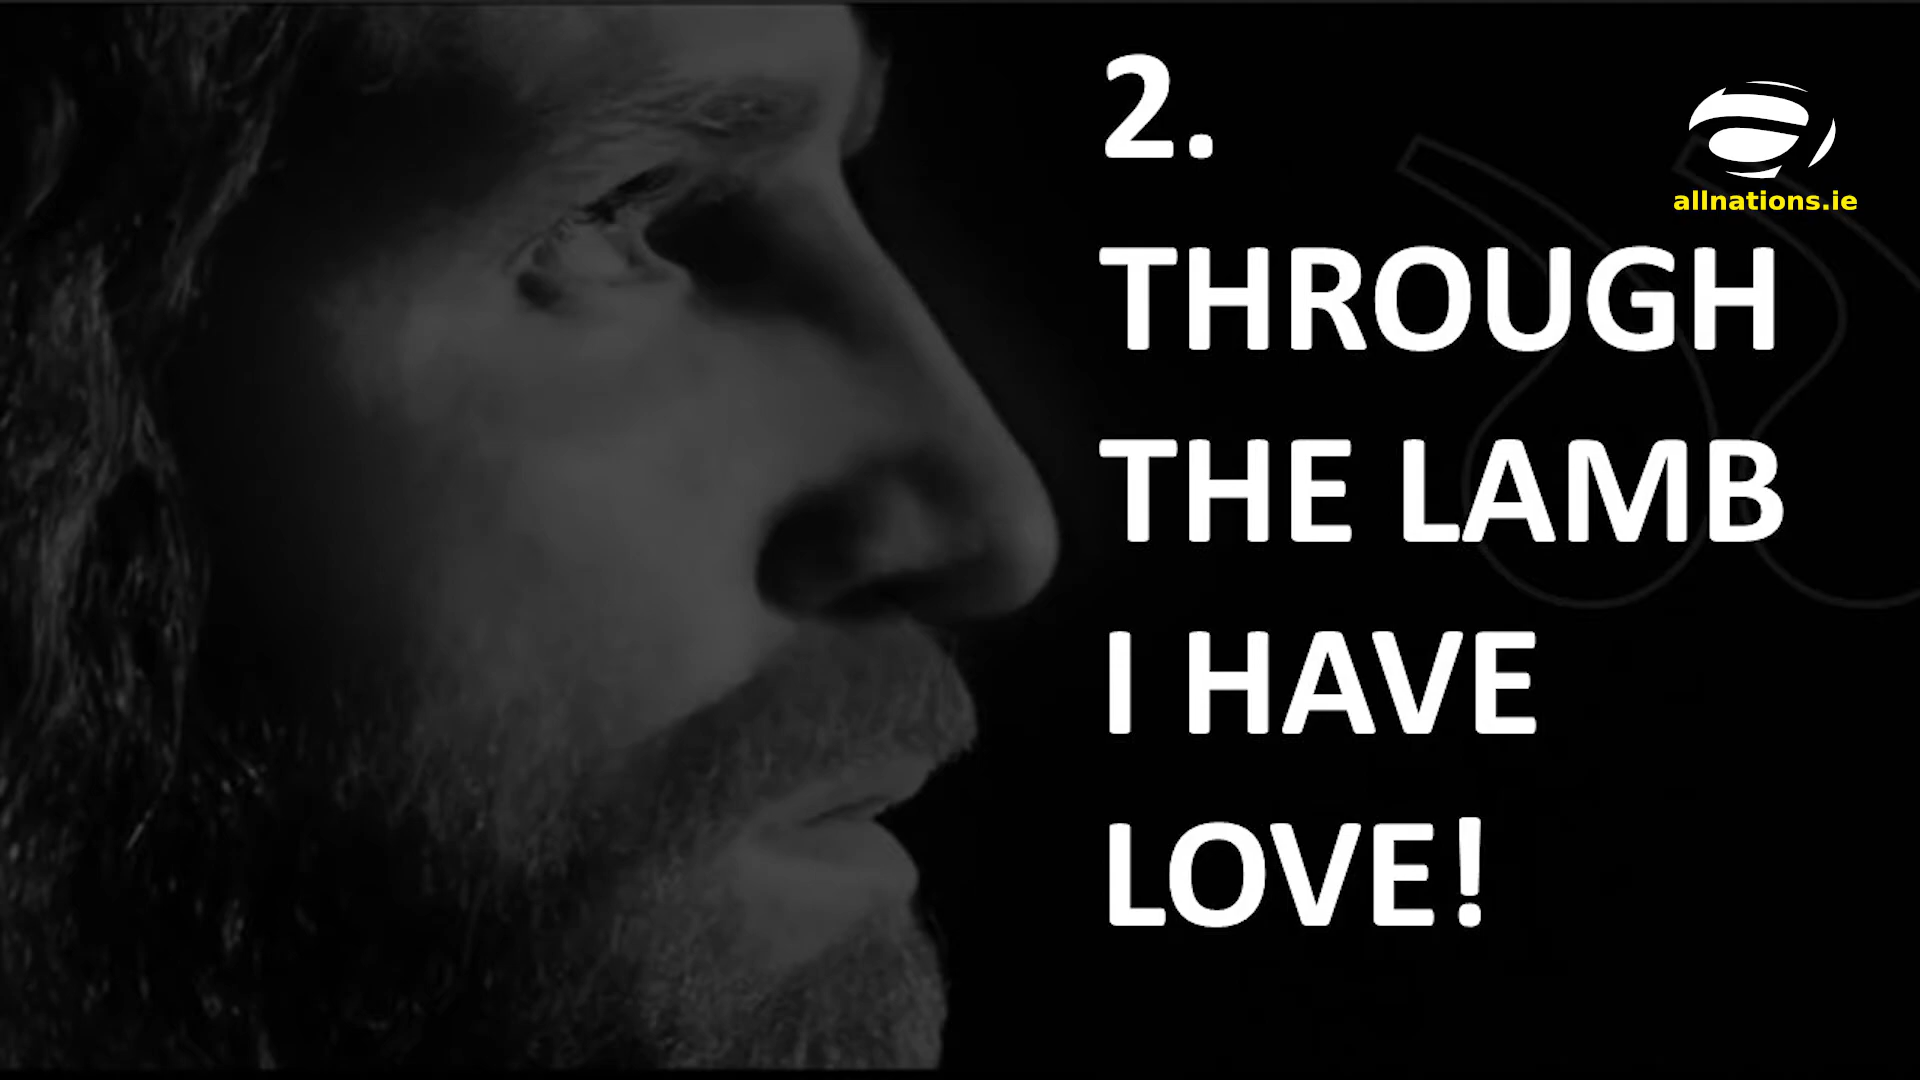 2.
allnations.ie
THROUGH
THE LAMB
I HAVE
LOVE!